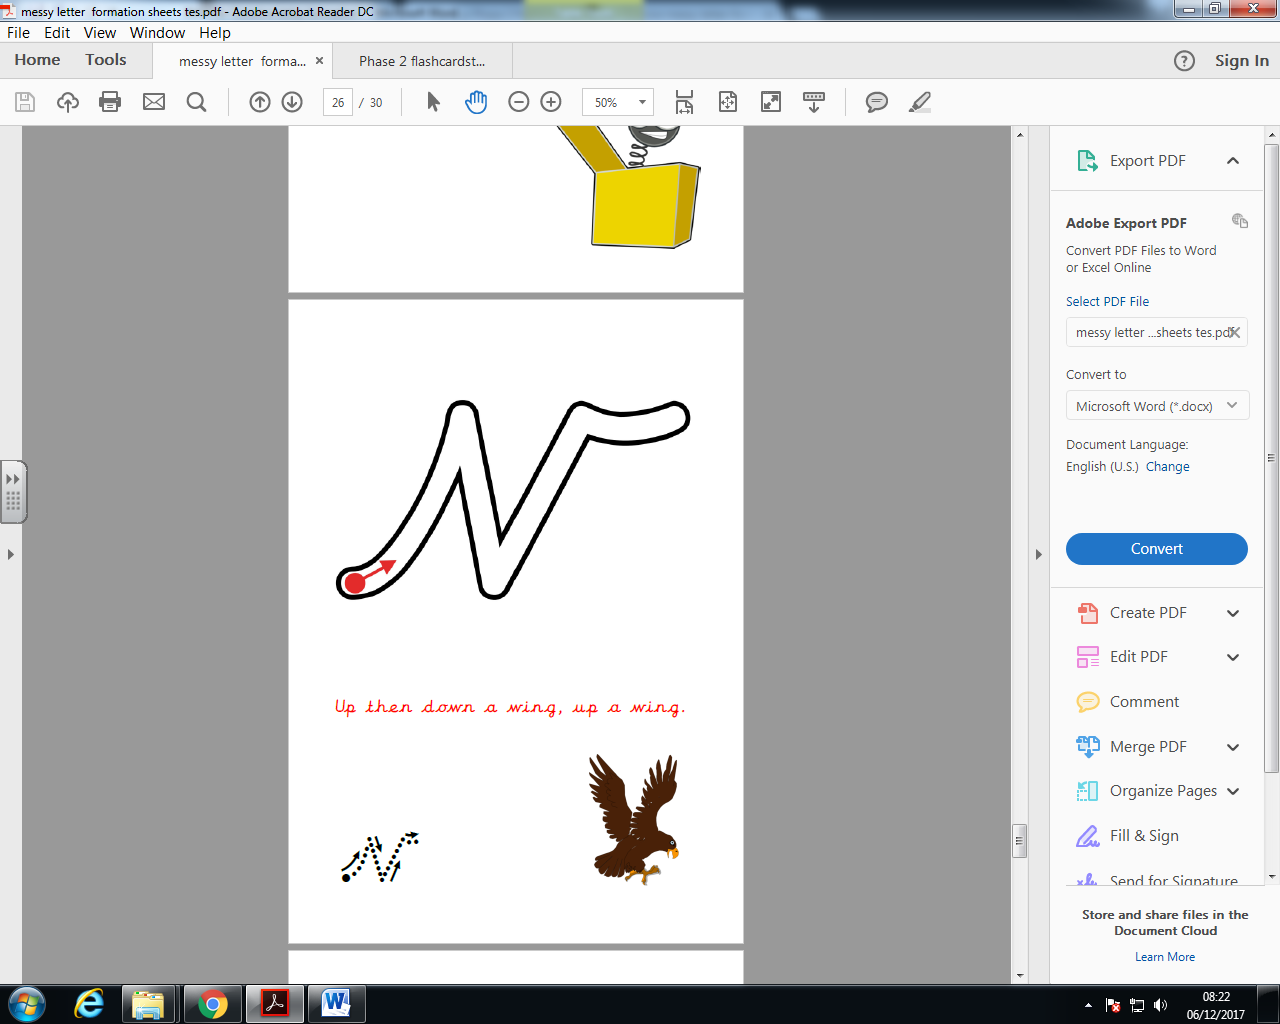 messy letter  formation sheets tes.pdf - Adobe Acrobat Reader DC
File Edit View Window Help
Home Tools messy letter forma... × Phase 2 flashcardst... Sign In
26 / 30 50%
Export PDF
Adobe Export PDF
Convert PDF Files to Word
or Excel Online
Select PDF File
messy letter ...sheets tes.pdf
Convert to
Microsoft Word (*.docx)
Document Language:
English (U.S.) Change
Convert
Create PDF
Edit PDF
Comment
Merge PDF
Organize Pages
Fill & Sign
Send for Signature
Store and share files in the
Document Cloud
Learn More
Up then down a wing, up a wing.
08:22
06/12/2017